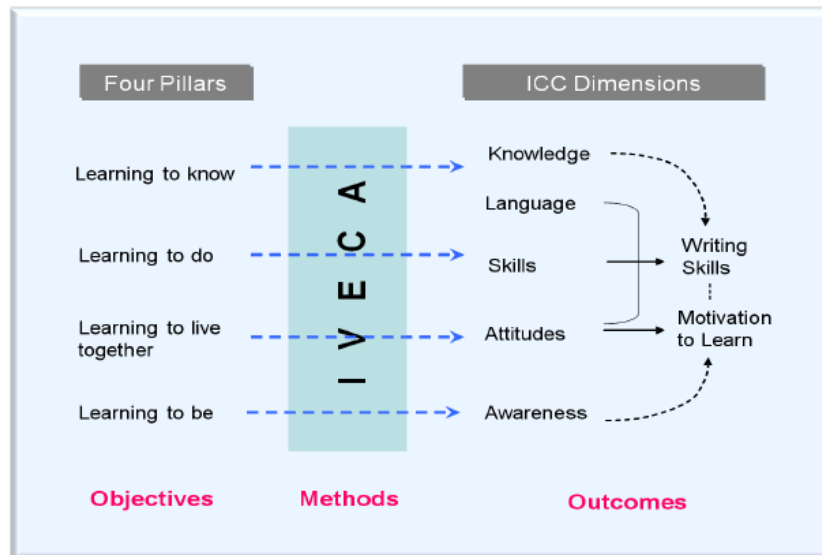 Four Pillars
ICC Dimensions
Learning to know
Learning to do
Learning to live
together
Learning to be
IVECA
Knowledge
Language
Skills
Attitudes
Awareness
Writing
Skills
Motivation
to Learn
Objectives
Methods
Outcomes